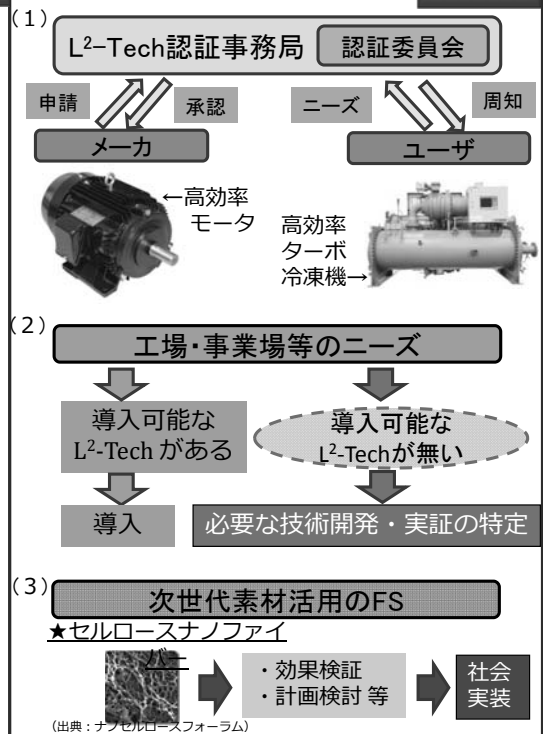 (1)
L²-Tech認証事務局 認証委員会
申請 承認 ニーズ 周知
メーカ ユーザ
←高効率
モータ
高効率
ターボ
冷凍機→
(2)
工場・事業場等のニーズ
導入可能な
L²-Tech がある
導入可能な
L²-Techが無い
導入 必要な技術開発・実証の特定
(3)
次世代素材活用のFS
★セルロースナノファイ
バー
・効果検証
・計画検討 等
社会
実装
(出典:ナノセルロースフォーラム)